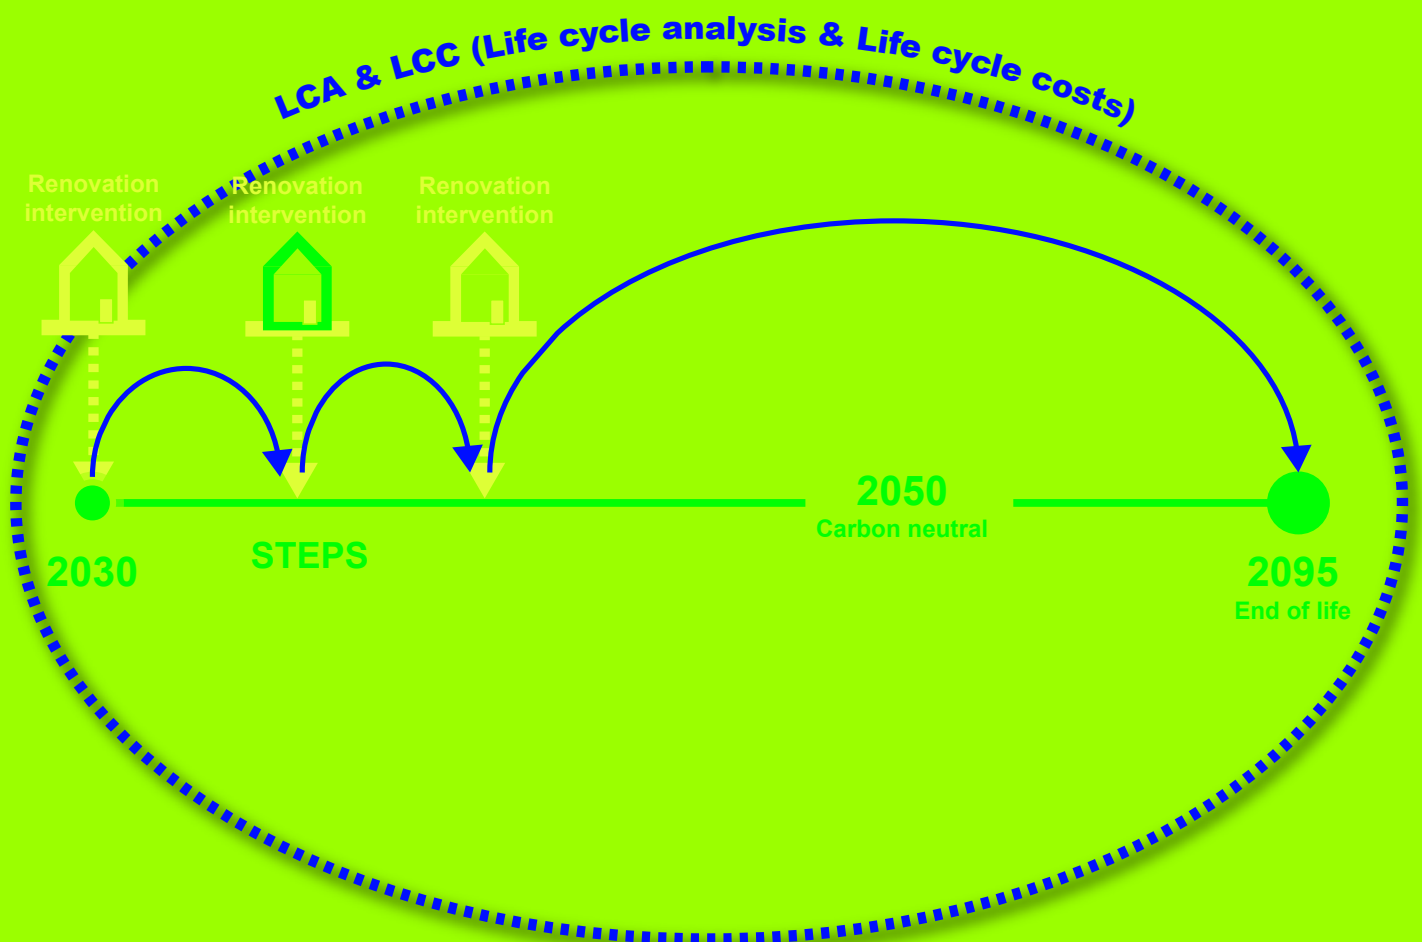 LCA & LCC (Life cycle analysis & Life cycle costs)
Renovation
intervention
Renovation
intervention
Renovation
intervention
2030
STEPS
2050
Carbon neutral
2095
End of life